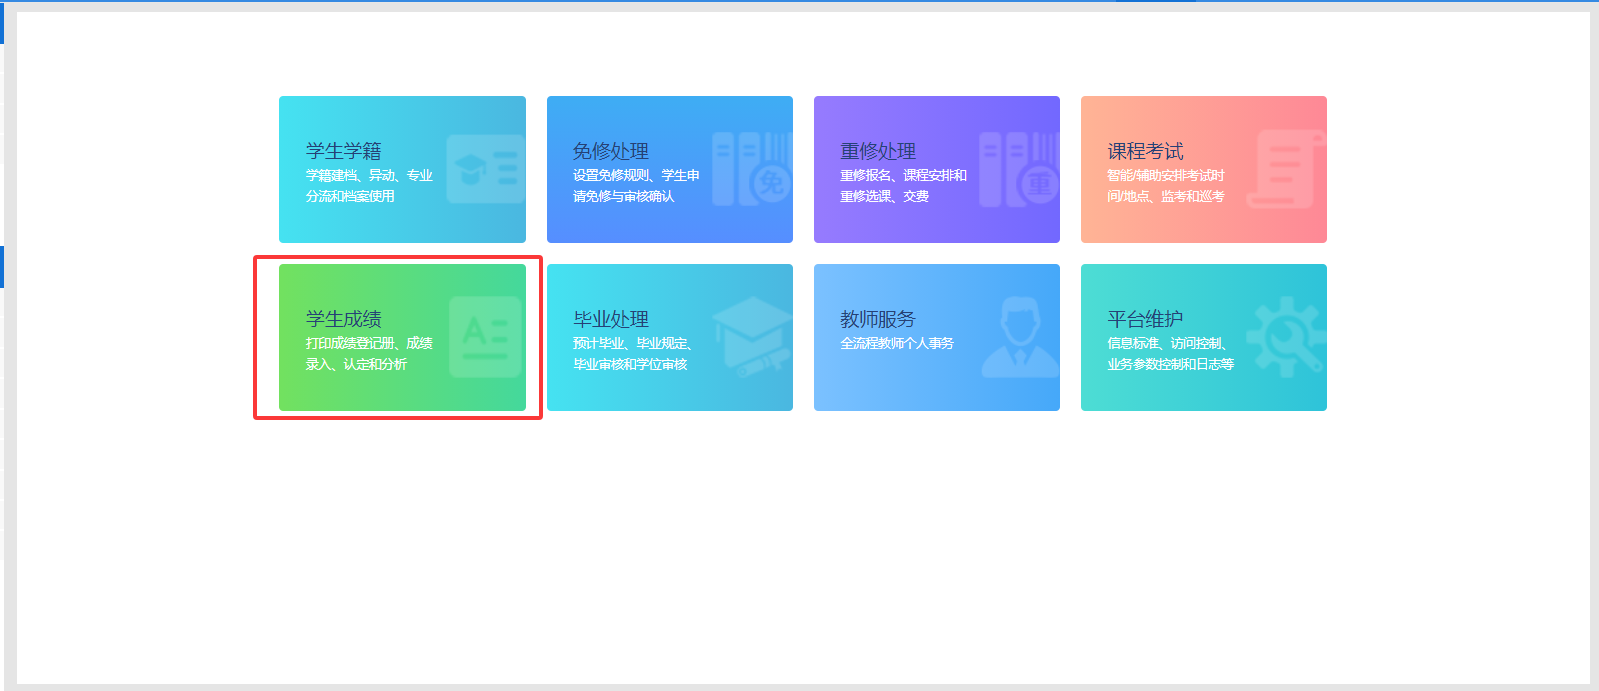 学生学籍
学籍建档、异动、专业
分流和档案使用
免修处理
设置免修规则、学生申
请免修与审核确认
免
重修处理
重修报名、课程安排和
重修选课、交费
重
课程考试
智能/辅助安排考试时
间/地点、监考和巡考
学生成绩
打印成绩登记册、成绩
录入、认定和分析
A
毕业处理
预计毕业、毕业规定、
毕业审核和学位审核
教师服务
全流程教师个人事务
平台维护
信息标准、访问控制、
业务参数控制和日志等